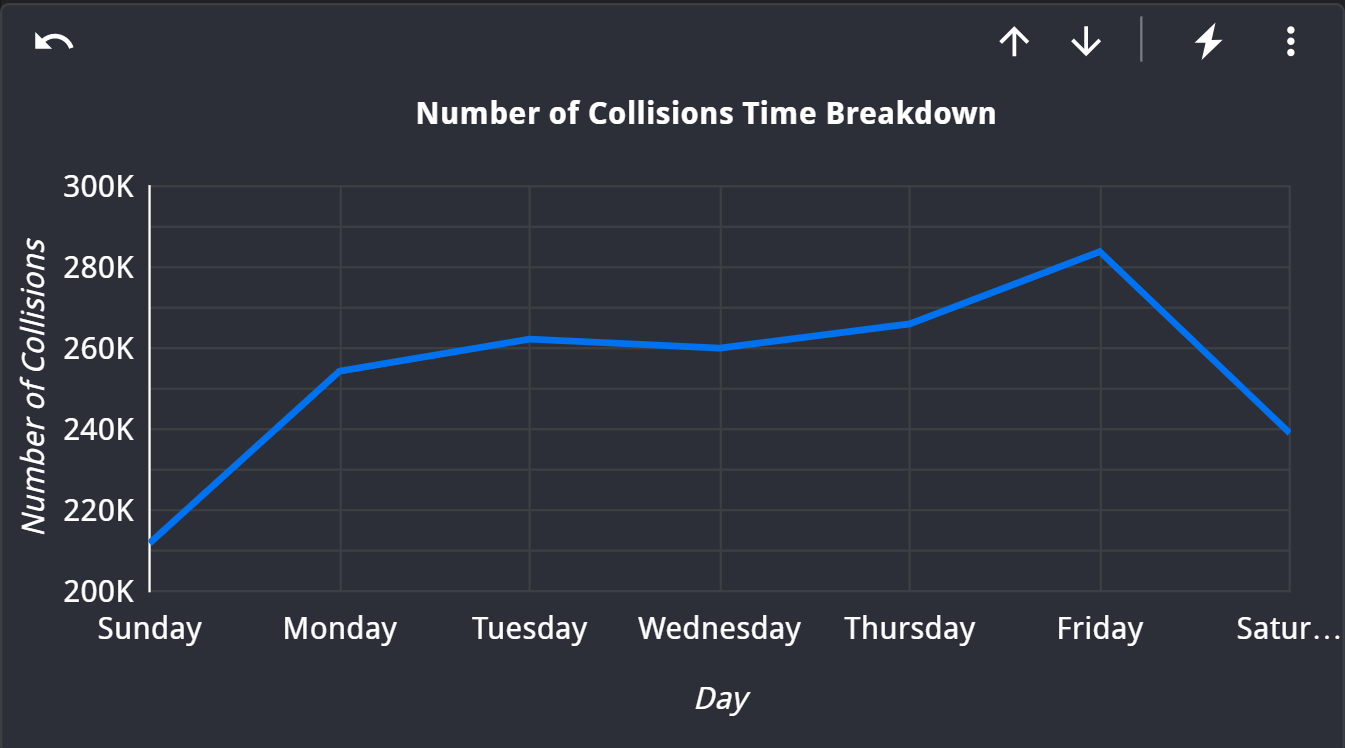 Number of Collisions Time Breakdown
300K
280K
260K
240K
220K
200K
Number of Collisions
Sunday Monday Tuesday Wednesday Thursday Friday Satur...
Day